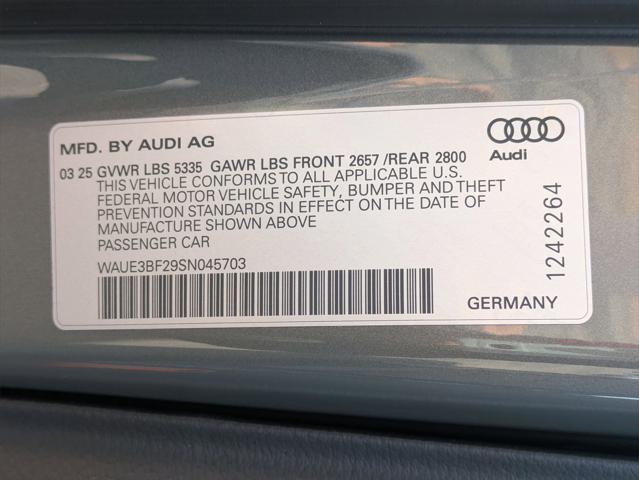 MFD. BY AUDI AG
03 25 GVWR LBS 5335 GAWR LBS FRONT 2657 /REAR 2800
THIS VEHICLE CONFORMS TO ALL APPLICABLE U.S.
FEDERAL MOTOR VEHICLE SAFETY, BUMPER AND THEFT
PREVENTION STANDARDS IN EFFECT ON THE DATE OF
MANUFACTURE SHOWN ABOVE
PASSENGER CAR
WAUE3BF29SN045703
Audi
1242264
GERMANY